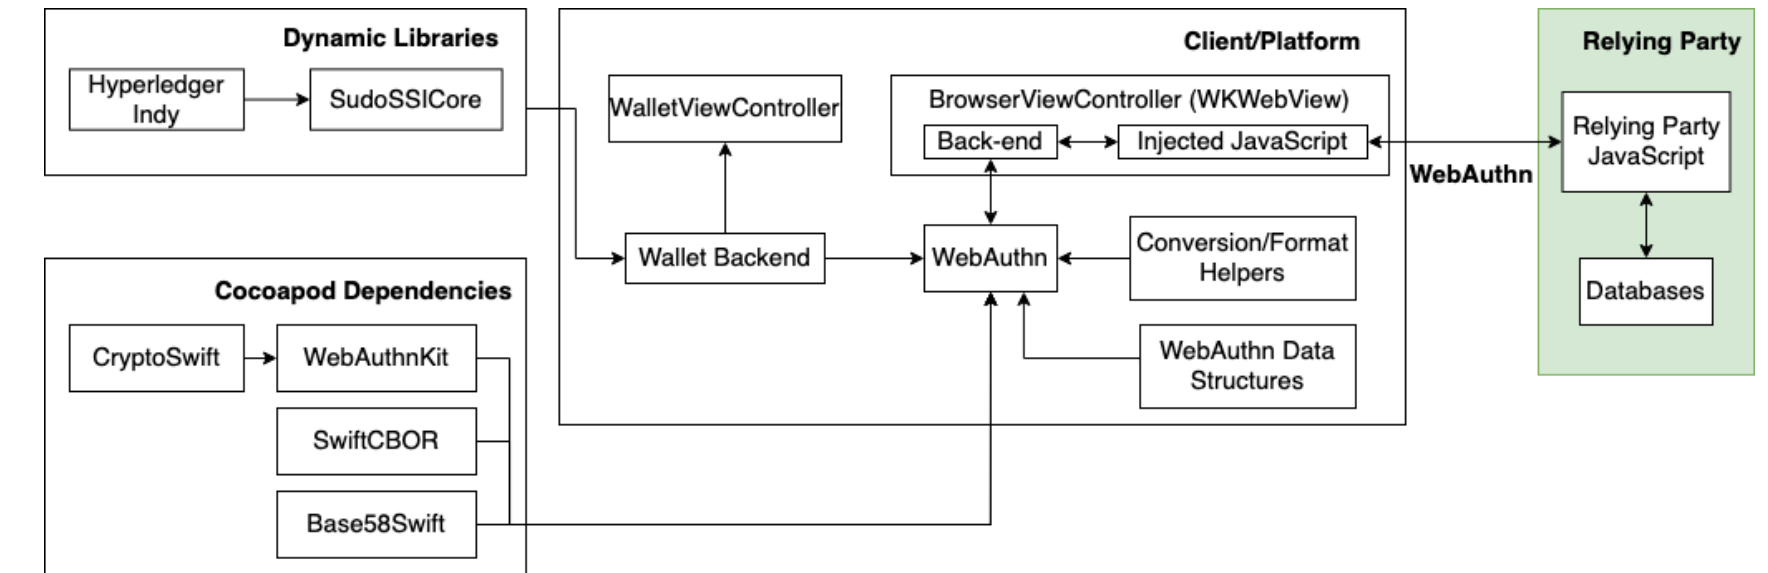 Dynamic Libraries
Hyperledger
Indy
SudoSSICore
Client/Platform
WalletViewController
BrowserViewController (WKWebView)
Back-end
Injected JavaScript
WebAuthn
Relying Party
Relying Party
JavaScript
Databases
Wallet Backend
WebAuthn
Conversion/Format
Helpers
WebAuthn Data
Structures
Cocoapod Dependencies
CryptoSwift
WebAuthnKit
SwiftCBOR
Base58Swift